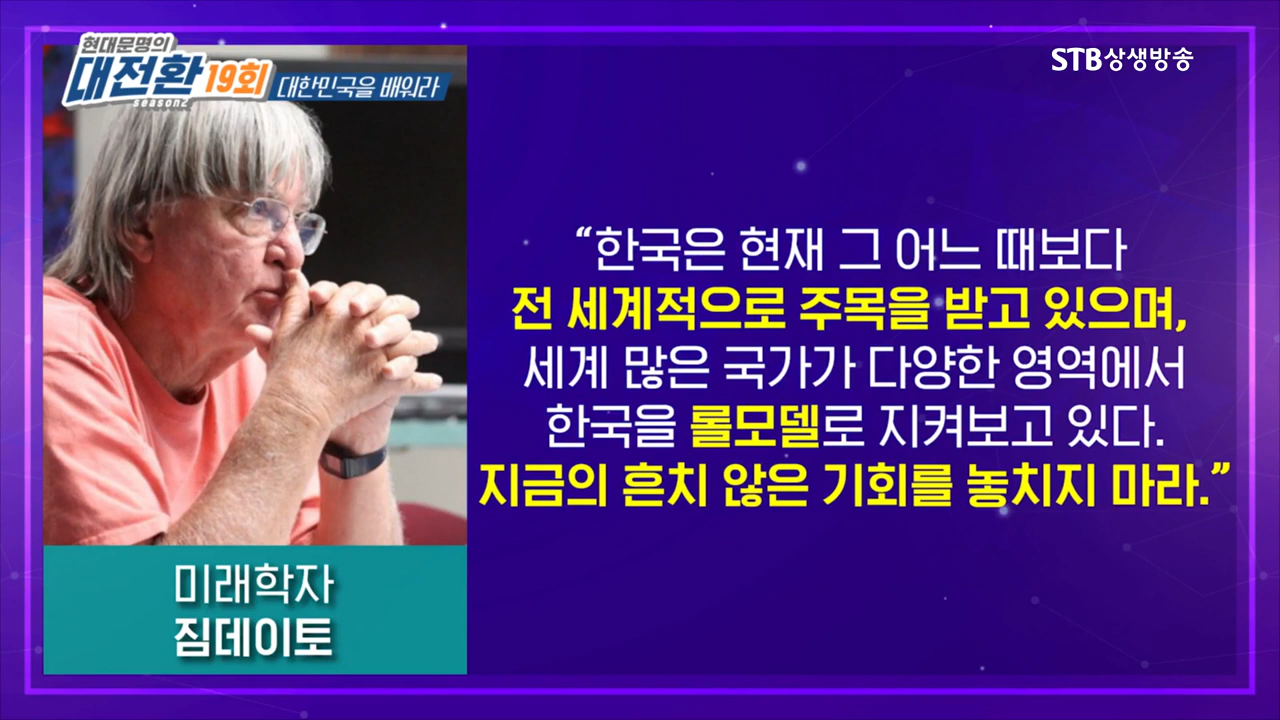 현대문명의
대전환 19회
season2
대한민국을 배워라
STB상생방송
“한국은 현재 그 어느 때보다
전 세계적으로 주목을 받고 있으며,
세계 많은 국가가 다양한 영역에서
한국을 롤모델로 지켜보고 있다.
지금의 흔치 않은 기회를 놓치지 마라.”
미래학자
짐데이토